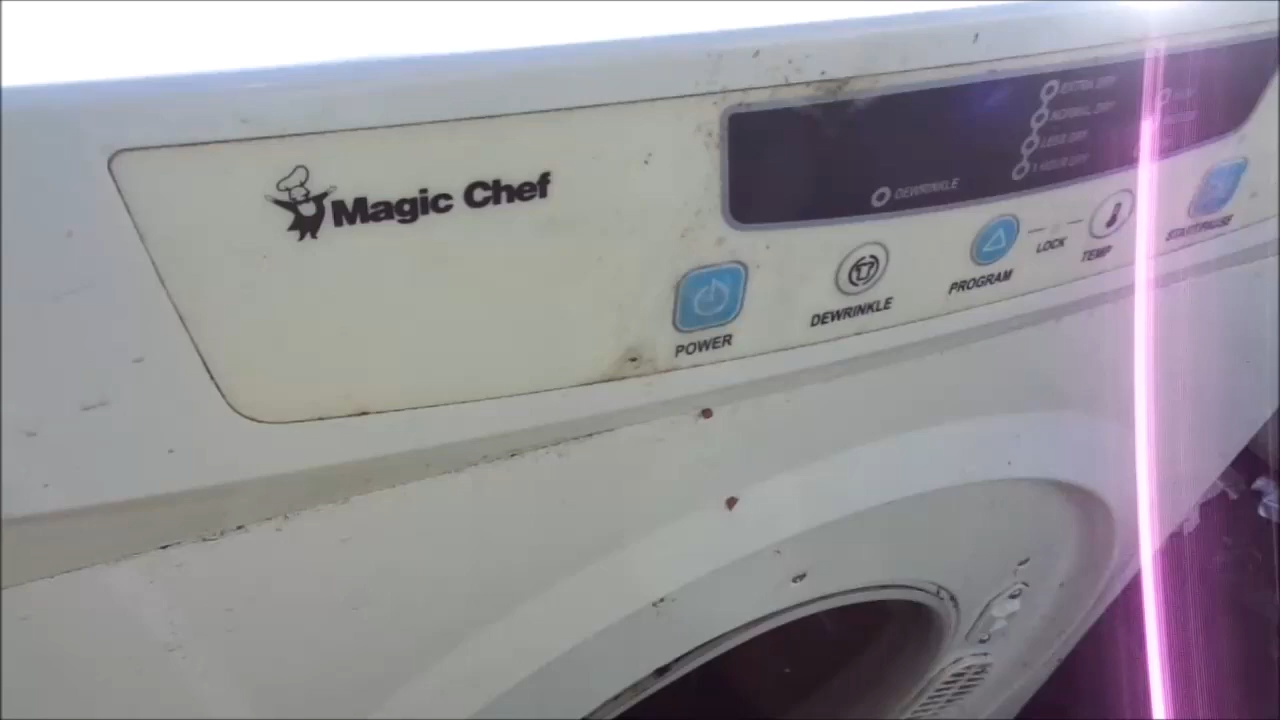 Magic Chef
EXTRA DRY
NORMAL DRY
LESS DRY
1 HOUR DRY
DEWRINKLE
POWER
DEWRINKLE
PROGRAM
LOCK
TEMP
START/PAUSE